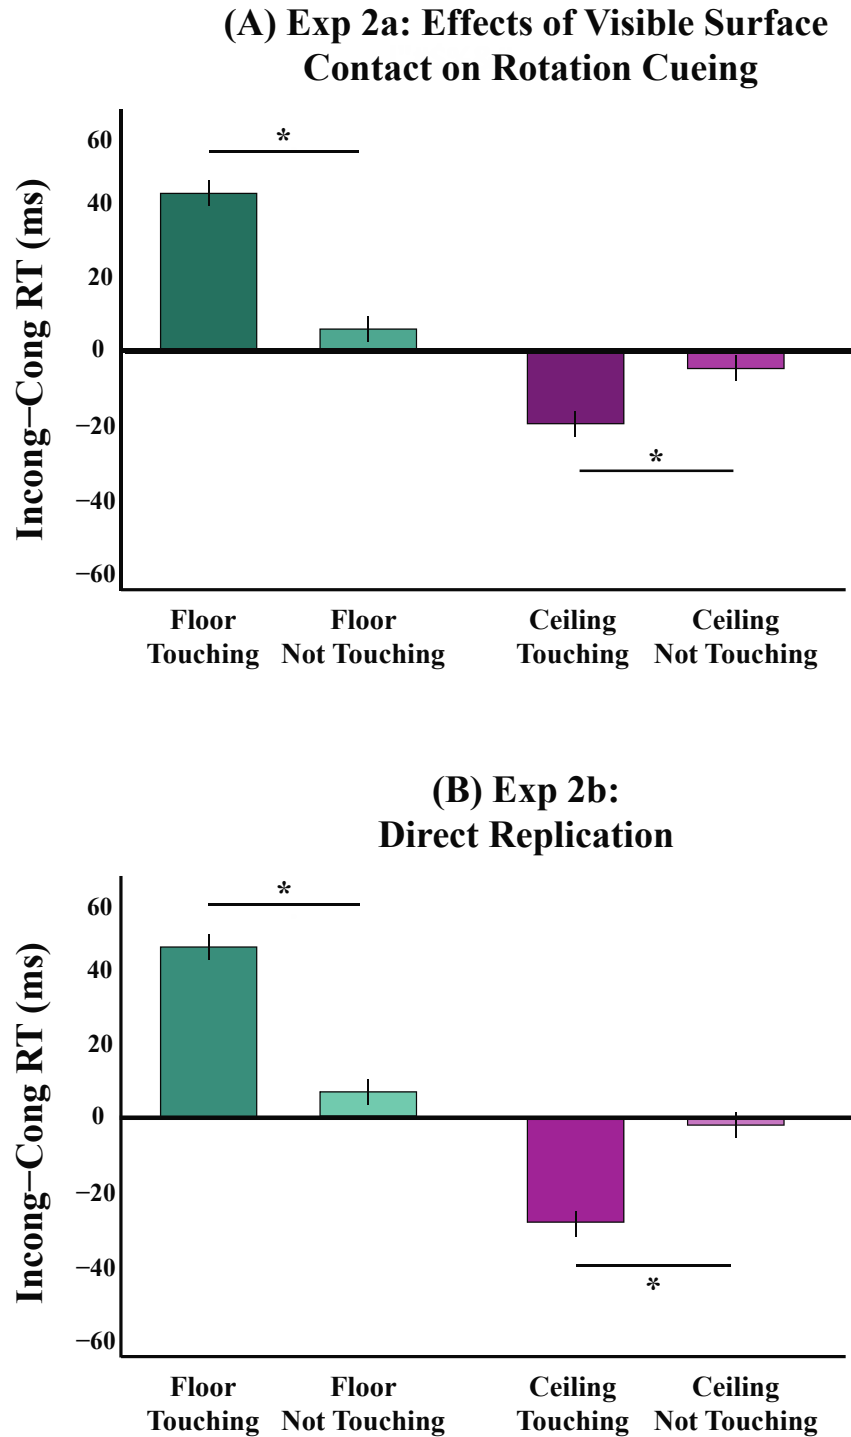 (A) Exp 2a: Effects of Visible Surface
Contact on Rotation Cueing
Incong–Cong RT (ms)
60
40
20
0
−20
−40
−60
*
*
Floor Touching
Floor Not Touching
Ceiling Touching
Ceiling Not Touching
(B) Exp 2b:
Direct Replication
Incong–Cong RT (ms)
60
40
20
0
−20
−40
−60
*
*
Floor Touching
Floor Not Touching
Ceiling Touching
Ceiling Not Touching